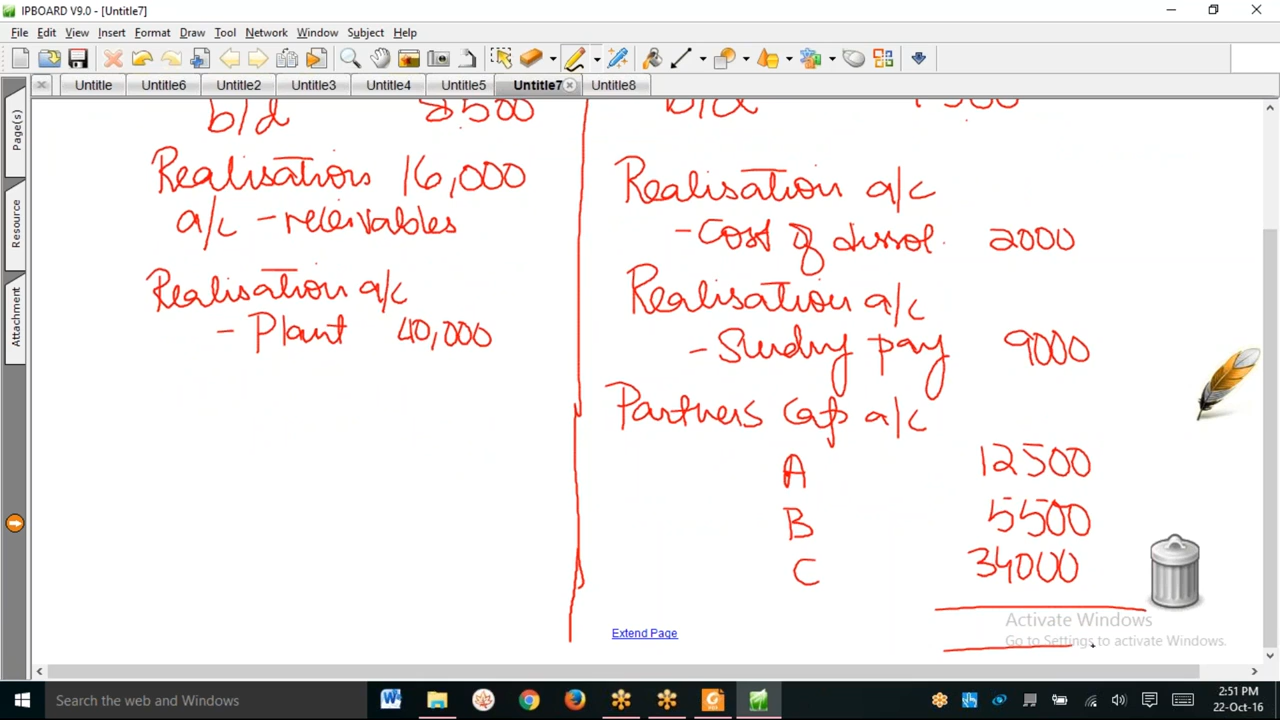 IPBOARD V9.0 - [Untitle7]
File Edit View Insert Format Draw Tool Network Window Subject Help
Untitle Untitle6 Untitle2 Untitle3 Untitle4 Untitle5 Untitle7 Untitle8
Page(s)
Resource
Attachment
b/d 8500
Realisation 16,000
a/c - receivables
Realisation a/c
- Plant 40,000
b/d
Realisation a/c
- Cost of dissol. 2000
Realisation a/c
- Sundry pay 9000
Partners Cap a/c
A 12500
B 5500
C 34000
Extend Page
Activate Windows
Go to Settings to activate Windows.
Search the web and Windows
2:51 PM
22-Oct-16